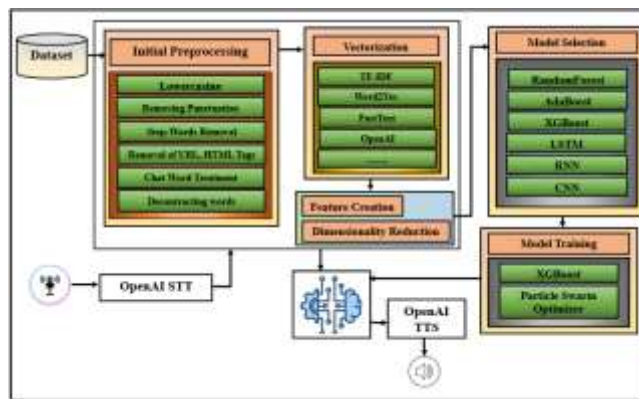 Dataset
Initial Preprocessing
Lowercasing
Removing Punctuation
Stop Words Removal
Removal of URL, HTML Tags
Chat Word Treatment
Deconstructing words
Vectorization
TF-IDF
Word2Vec
FastText
OpenAI
........
Feature Creation
Dimensionality Reduction
Model Selection
RandomForest
AdaBoost
XGBoost
LSTM
RNN
CNN
Model Training
XGBoost
Particle Swarm
Optimizer
OpenAI STT
OpenAI
TTS